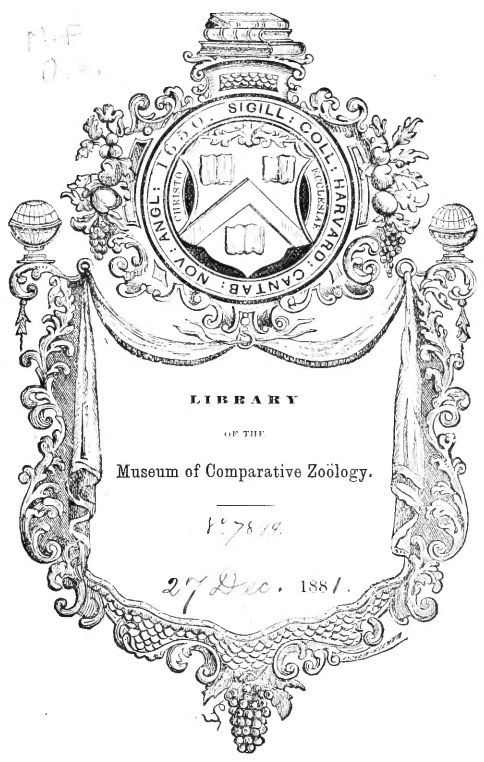 M-F
SIGILL: COLL: HARVARD: CANTAB: NOV: ANGL: 1650.
CHRISTO
ECCLESIAE
LIBRARY
OF THE
Museum of Comparative Zoölogy.
27 Dec. 1881.